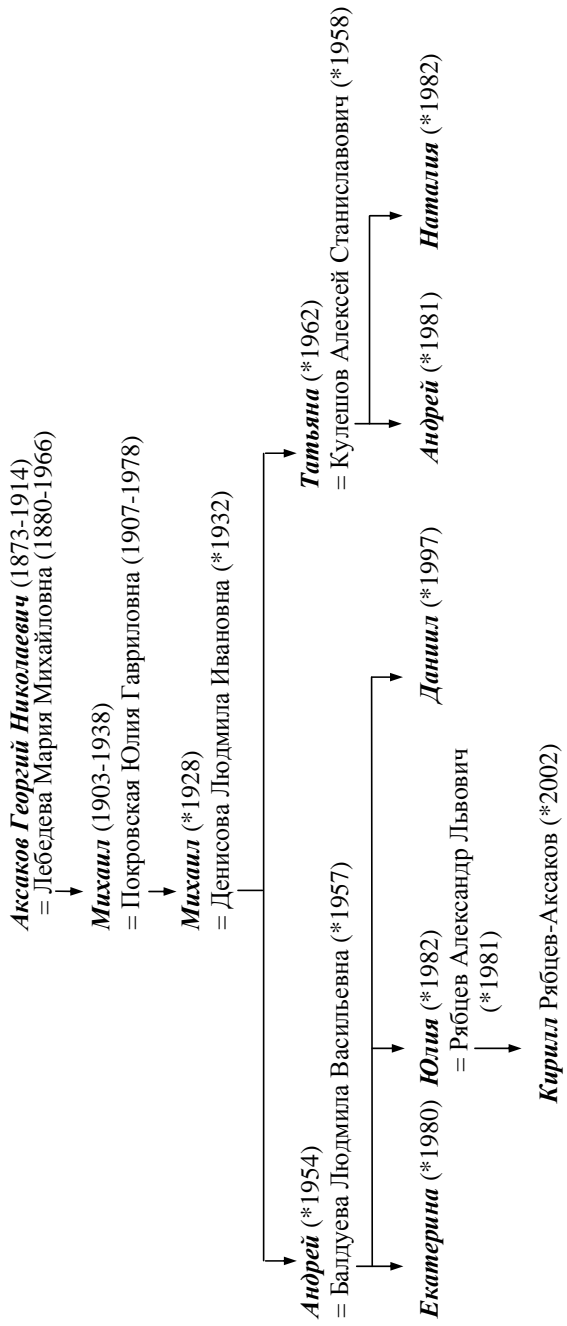 Аксаков Георгий Николаевич (1873-1914)
= Лебедева Мария Михайловна (1880-1966)
Михаил (1903-1938)
= Покровская Юлия Гавриловна (1907-1978)
Михаил (*1928)
= Денисова Людмила Ивановна (*1932)
Андрей (*1954)
= Балдуева Людмила Васильевна (*1957)
Татьяна (*1962)
= Кулешов Алексей Станиславович (*1958)
Екатерина (*1980)
Юлия (*1982)
= Рябцев Александр Львович
(*1981)
Даниил (*1997)
Андрей (*1981)
Наталия (*1982)
Кирилл Рябцев-Аксаков (*2002)